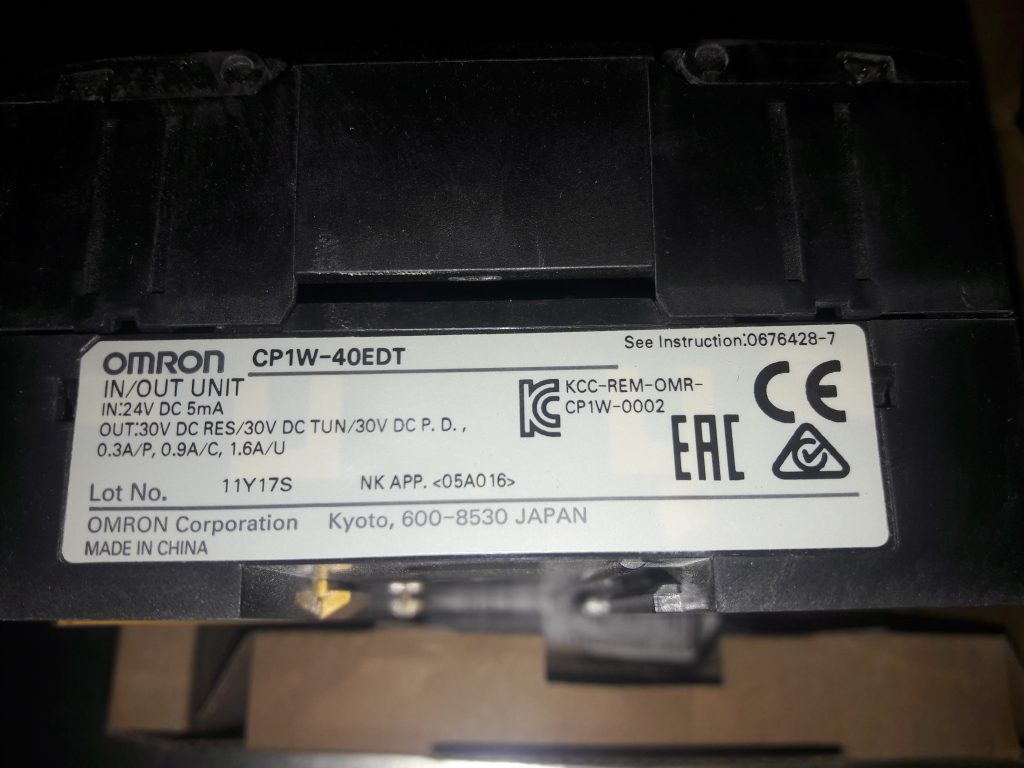 OMRON CP1W-40EDT
See Instruction:0676428-7
IN/OUT UNIT
IN:24V DC 5mA
OUT:30V DC RES/30V DC TUN/30V DC P. D. ,
0.3A/P, 0.9A/C, 1.6A/U
KCC-REM-OMR-
CP1W-0002
CE
EAC
Lot No. 11Y17S NK APP. <05A016>
OMRON Corporation Kyoto, 600-8530 JAPAN
MADE IN CHINA